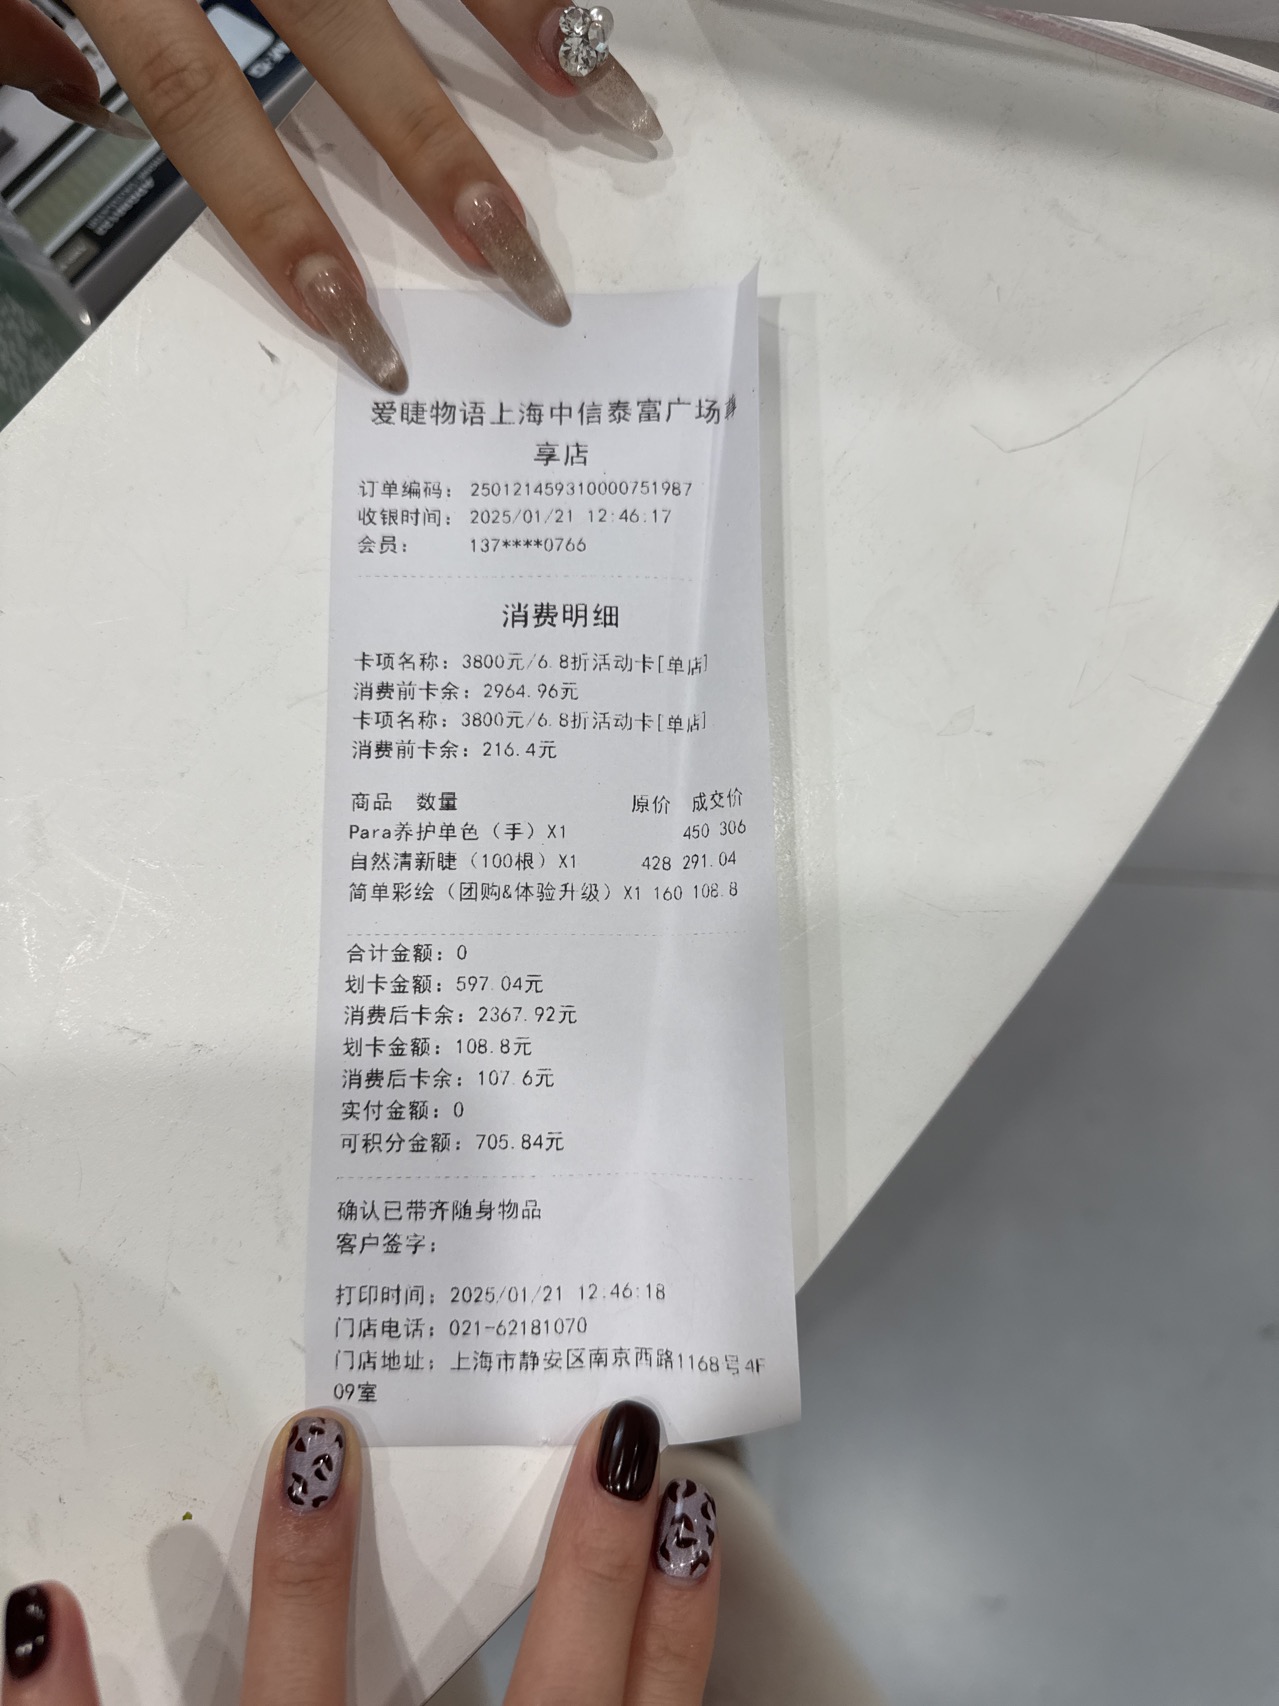 爱睫物语上海中信泰富广场尊
享店
订单编码: 250121459310000751987
收银时间: 2025/01/21 12:46:17
会员: 137****0766
消费明细
卡项名称: 3800元/6.8折活动卡[单店]
消费前卡余: 2964.96元
卡项名称: 3800元/6.8折活动卡[单店]
消费前卡余: 216.4元
商品 数量 原价 成交价
Para养护单色（手）X1 450 306
自然清新睫（100根）X1 428 291.04
简单彩绘（团购&体验升级）X1 160 108.8
合计金额: 0
划卡金额: 597.04元
消费后卡余: 2367.92元
划卡金额: 108.8元
消费后卡余: 107.6元
实付金额: 0
可积分金额: 705.84元
确认已带齐随身物品
客户签字:
打印时间: 2025/01/21 12:46:18
门店电话: 021-62181070
门店地址: 上海市静安区南京西路1168号4F
09室